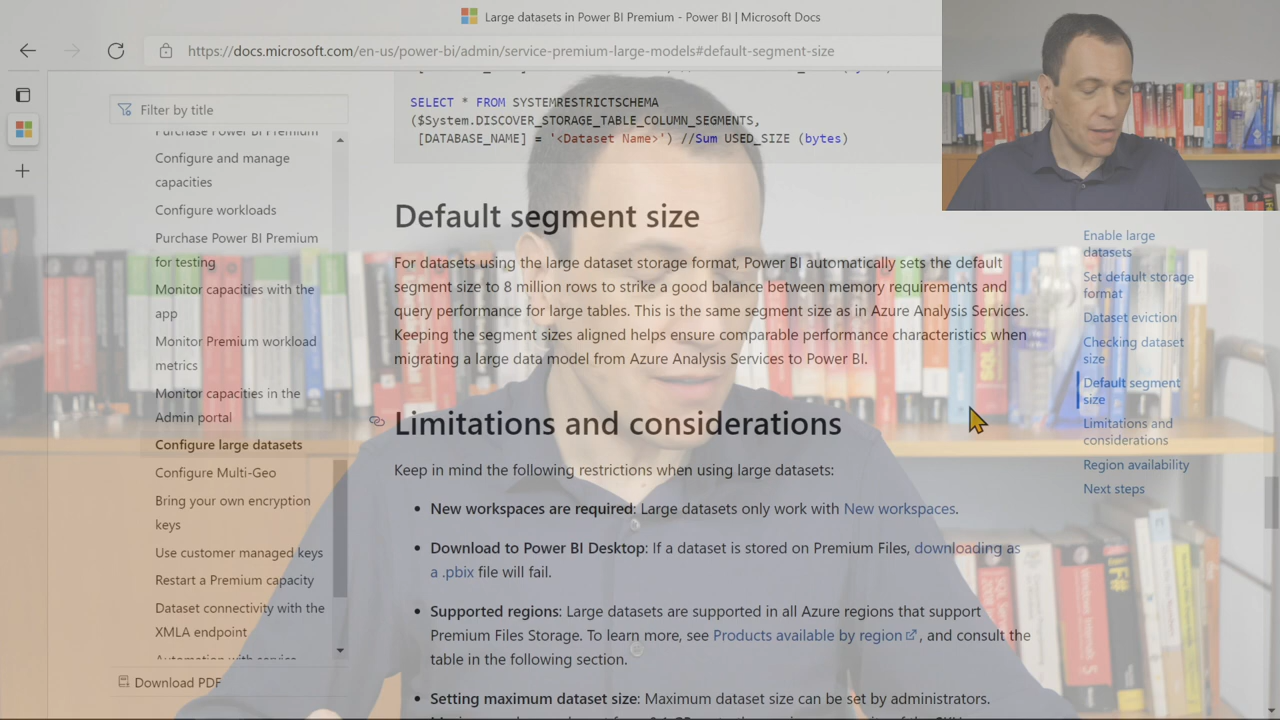 Large datasets in Power BI Premium - Power BI | Microsoft Docs
https://docs.microsoft.com/en-us/power-bi/admin/service-premium-large-models#default-segment-size
Filter by title
Purchase Power BI Premium
Configure and manage
capacities
Configure workloads
Purchase Power BI Premium
for testing
Monitor capacities with the
app
Monitor Premium workload
metrics
Monitor capacities in the
Admin portal
Configure large datasets
Configure Multi-Geo
Bring your own encryption
keys
Use customer managed keys
Restart a Premium capacity
Dataset connectivity with the
XMLA endpoint
Automation with service
Download PDF
SELECT * FROM SYSTEMRESTRICTSCHEMA
($System.DISCOVER_STORAGE_TABLE_COLUMN_SEGMENTS,
[DATABASE_NAME] = '<Dataset Name>') //Sum USED_SIZE (bytes)
Default segment size
For datasets using the large dataset storage format, Power BI automatically sets the default
segment size to 8 million rows to strike a good balance between memory requirements and
query performance for large tables. This is the same segment size as in Azure Analysis Services.
Keeping the segment sizes aligned helps ensure comparable performance characteristics when
migrating a large data model from Azure Analysis Services to Power BI.
Limitations and considerations
Keep in mind the following restrictions when using large datasets:
• New workspaces are required: Large datasets only work with New workspaces.
• Download to Power BI Desktop: If a dataset is stored on Premium Files, downloading as
a .pbix file will fail.
• Supported regions: Large datasets are supported in all Azure regions that support
Premium Files Storage. To learn more, see Products available by region, and consult the
table in the following section.
• Setting maximum dataset size: Maximum dataset size can be set by administrators.
Enable large
datasets
Set default storage
format
Dataset eviction
Checking dataset
size
Default segment
size
Limitations and
considerations
Region availability
Next steps